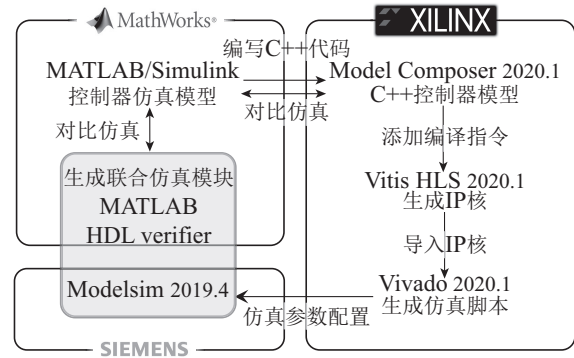 MathWorks®
XILINX
编写C++代码
MATLAB/Simulink
控制器仿真模型
Model Composer 2020.1
C++控制器模型
对比仿真
对比仿真
添加编译指令
生成联合仿真模块
MATLAB
HDL verifier
Vitis HLS 2020.1
生成IP核
导入IP核
Modelsim 2019.4
Vivado 2020.1
生成仿真脚本
仿真参数配置
SIEMENS